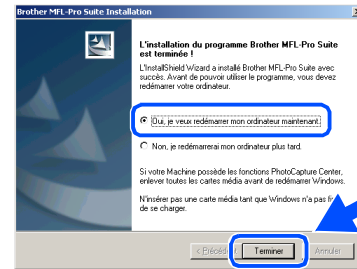 Brother MFL-Pro Suite Installation
L'installation du programme Brother MFL-Pro Suite
est terminée !
L'InstallShield Wizard a installé Brother MFL-Pro Suite avec
succès. Avant de pouvoir utiliser le programme, vous devez
redémarrer votre ordinateur.
Oui, je veux redémarrer mon ordinateur maintenant.
Non, je redémarrerai mon ordinateur plus tard.
Si votre Machine possède les fonctions PhotoCapture Center,
enlever toutes les cartes média avant de redémarrer Windows.
N'insérer pas une carte média tant que Windows n'a pas
de se charger.
< Précédent
Terminer
Annuler